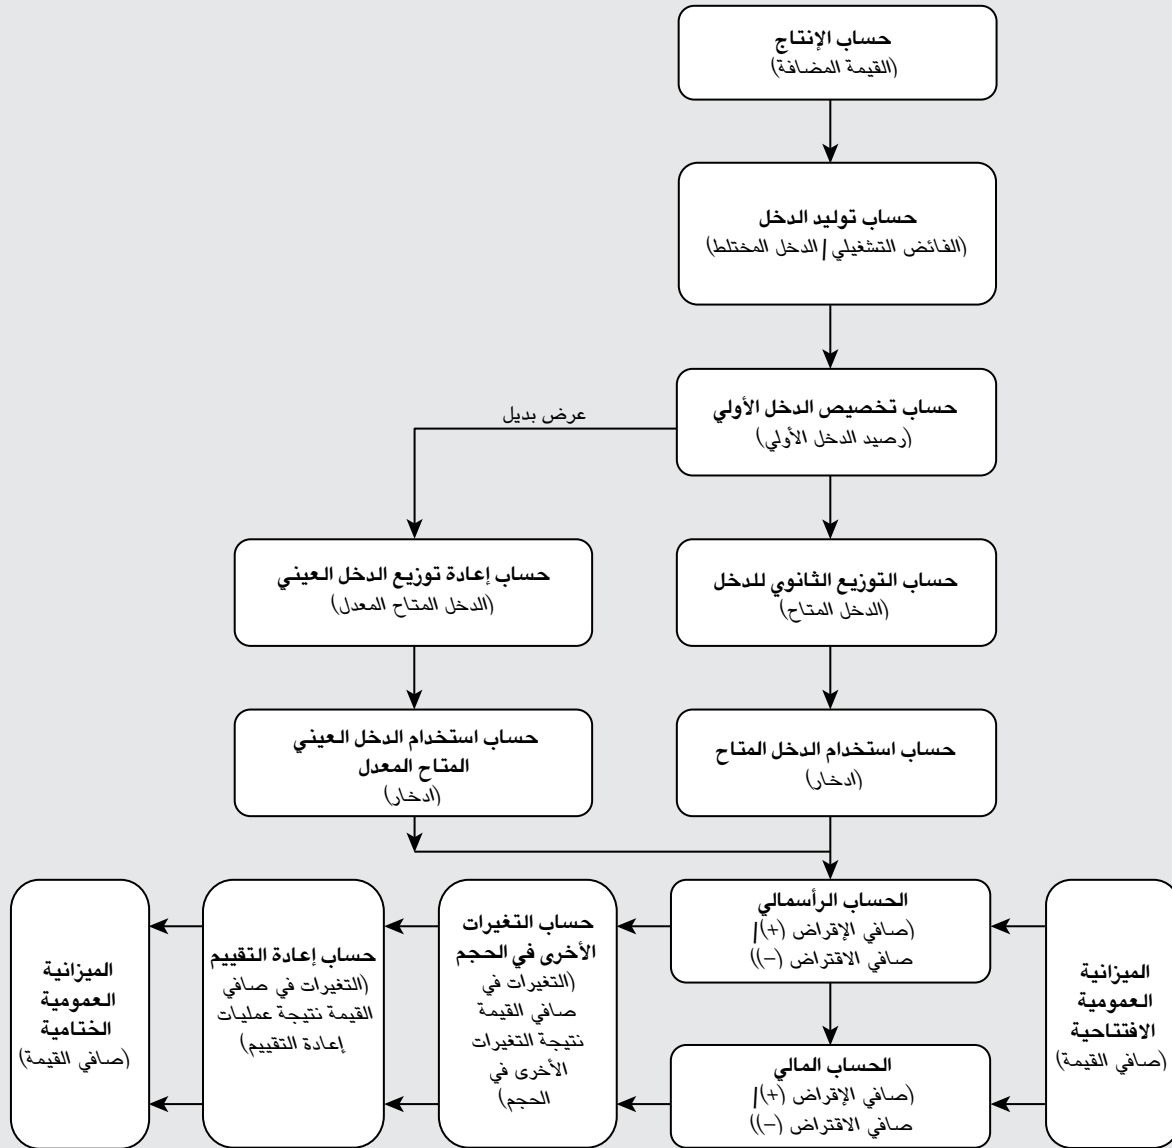 حساب الإنتاج
(القيمة المضافة)
حساب توليد الدخل
(الفائض التشغيلي/ الدخل المختلط)
حساب تخصيص الدخل الأولي
(رصيد الدخل الأولي)
عرض بديل
حساب التوزيع الثانوي للدخل
(الدخل المتاح)
حساب إعادة توزيع الدخل العيني
(الدخل المتاح المعدل)
حساب استخدام الدخل المتاح
(ادخار)
حساب استخدام الدخل العيني
المتاح المعدل
(ادخار)
الميزانية
العمومية
الافتتاحية
(صافي القيمة)
الحساب الرأسمالي
(صافي الإقراض (+)/
صافي الاقتراض (–))
الحساب المالي
(صافي الإقراض (+)/
صافي الاقتراض (–))
حساب التغيرات
الأخرى في الحجم
(التغيرات في
صافي القيمة
نتيجة التغيرات
الأخرى في
الحجم)
حساب إعادة التقييم
(التغيرات في صافي
القيمة نتيجة عمليات
إعادة التقييم)
الميزانية
العمومية
الختامية
(صافي القيمة)